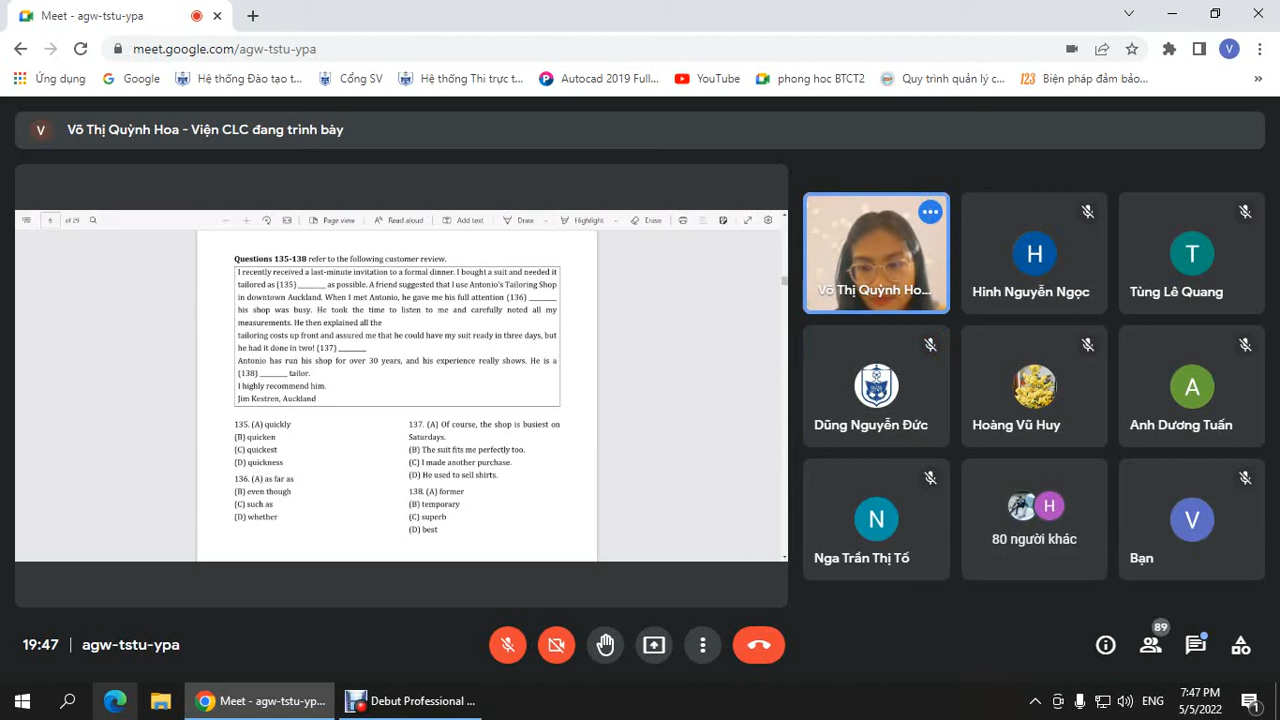 Meet - agw-tstu-ypa
meet.google.com/agw-tstu-ypa
V
Ứng dụng
Google
Hệ thống Đào tạo t...
Cổng SV
Hệ thống Thi trực t...
Autocad 2019 Full...
YouTube
phong hoc BTCT2
Quy trình quản lý c...
123 Biện pháp đảm bảo...
V Võ Thị Quỳnh Hoa - Viện CLC đang trình bày
6 of 29
Page view
Read aloud
Add text
Draw
Highlight
Erase
Questions 135-138 refer to the following customer review.
I recently received a last-minute invitation to a formal dinner. I bought a suit and needed it
tailored as (135) _______ as possible. A friend suggested that I use Antonio's Tailoring Shop
in downtown Auckland. When I met Antonio, he gave me his full attention (136) _______
his shop was busy. He took the time to listen to me and carefully noted all my
measurements. He then explained all the
tailoring costs up front and assured me that he could have my suit ready in three days, but
he had it done in two! (137) _______
Antonio has run his shop for over 30 years, and his experience really shows. He is a
(138) _______ tailor.
I highly recommend him.
Jim Kestren, Auckland
135. (A) quickly
(B) quicken
(C) quickest
(D) quickness
136. (A) as far as
(B) even though
(C) such as
(D) whether
137. (A) Of course, the shop is busiest on
Saturdays.
(B) The suit fits me perfectly too.
(C) I made another purchase.
(D) He used to sell shirts.
138. (A) former
(B) temporary
(C) superb
(D) best
Võ Thị Quỳnh Ho...
H
Hinh Nguyễn Ngọc
T
Tùng Lê Quang
Dũng Nguyễn Đức
Hoàng Vũ Huy
A
Anh Dương Tuấn
N
Nga Trần Thị Tố
H
80 người khác
V
Bạn
19:47 | agw-tstu-ypa
89
Meet - agw-tstu-yp...
Debut Professional ...
ENG
7:47 PM
5/5/2022
1